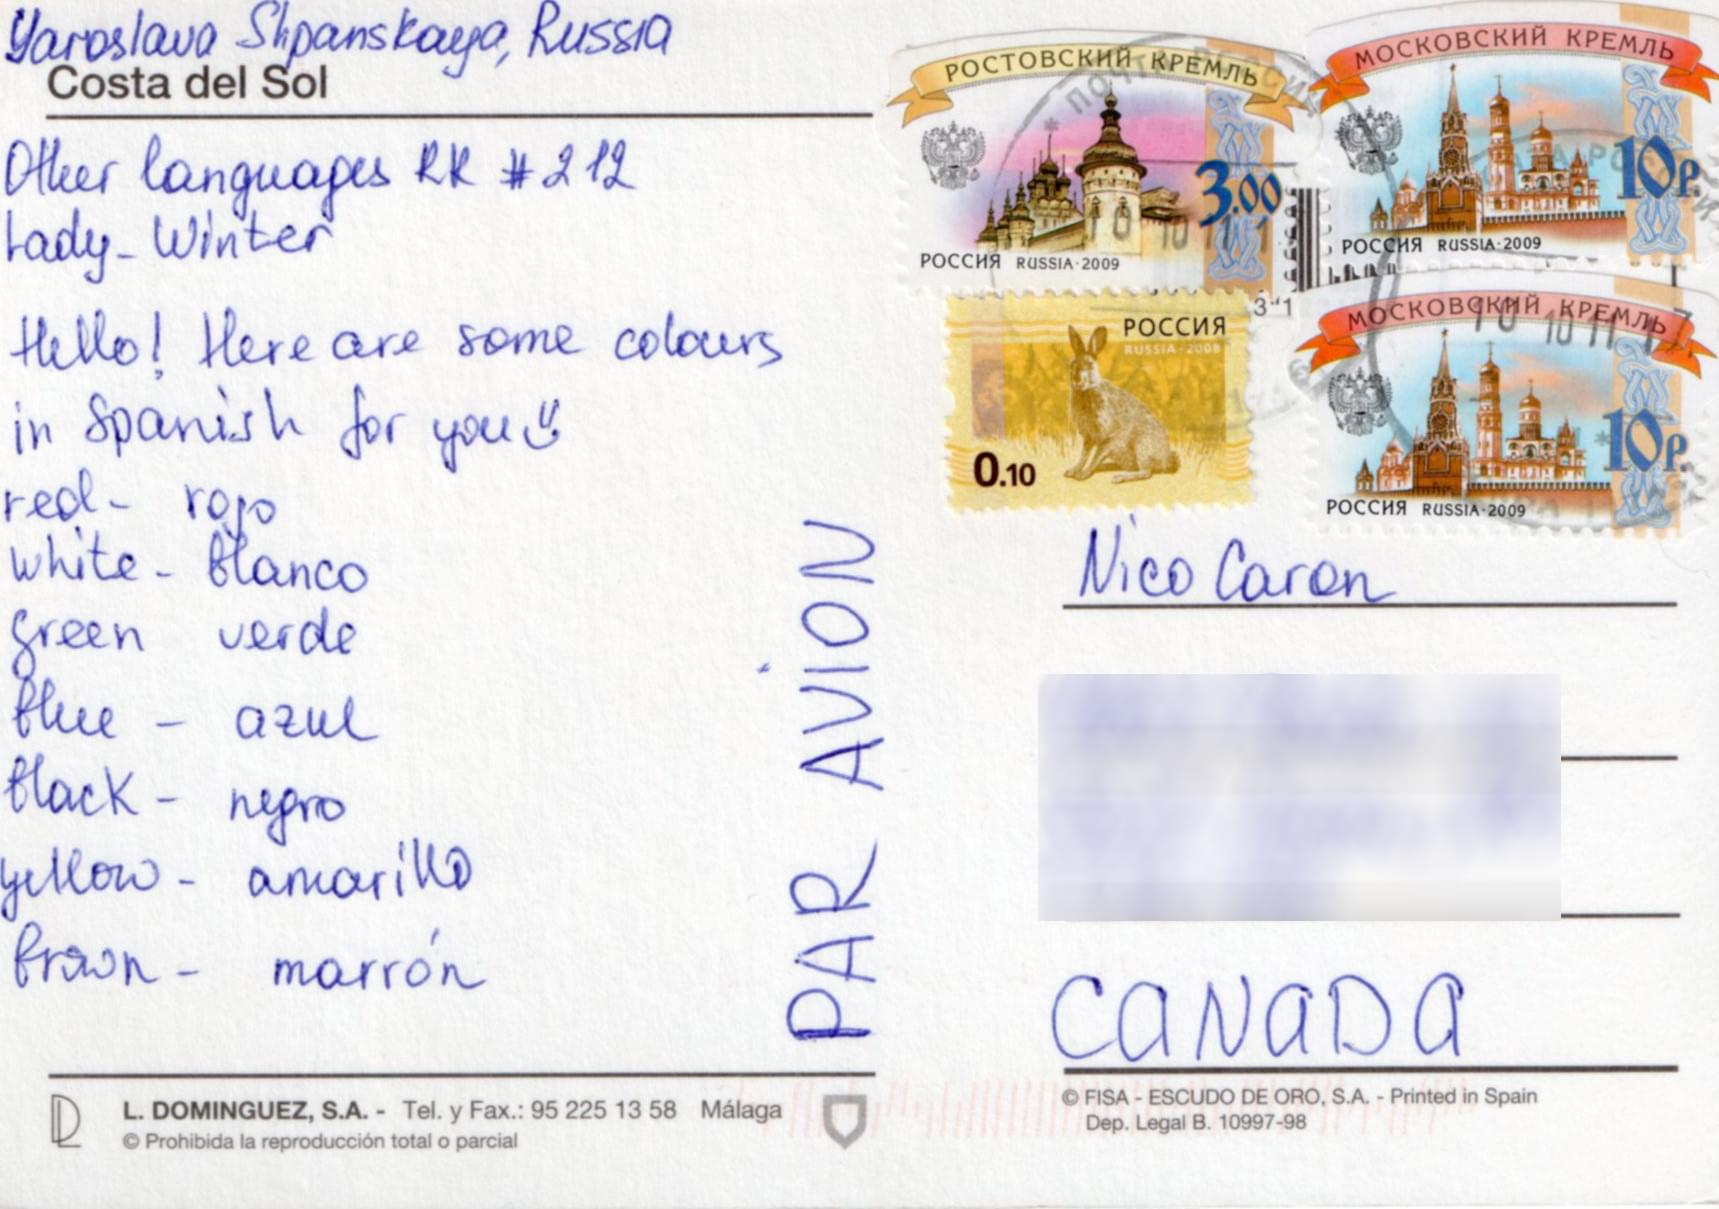 Yaroslava Shpanskaya, Russia
Costa del Sol
Other languages RR #212
Lady-Winter
Hello! Here are some colours
in Spanish for you
red - rojo
white - blanco
green verde
blue - azul
black - negro
yellow - amarillo
brown - marrón
PAR AVION
L. DOMINGUEZ, S.A. - Tel. y Fax.: 95 225 13 58 Málaga
© Prohibida la reproducción total o parcial
РОСТОВСКИЙ КРЕМЛЬ
3.00
РОССИЯ RUSSIA·2009
МОСКОВСКИЙ КРЕМЛЬ
10р.
РОССИЯ RUSSIA·2009
РОССИЯ
RUSSIA·2008
0.10
МОСКОВСКИЙ КРЕМЛЬ
10р.
РОССИЯ RUSSIA·2009
Nico Caron
CANADA
© FISA - ESCUDO DE ORO, S.A. - Printed in Spain
Dep. Legal B. 10997-98